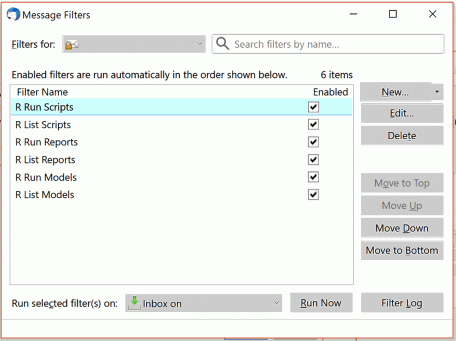 Message Filters
Filters for:
Search filters by name...
Enabled filters are run automatically in the order shown below. 6 items
Filter Name Enabled
R Run Scripts
R List Scripts
R Run Reports
R List Reports
R Run Models
R List Models
New...
Edit...
Delete
Move to Top
Move Up
Move Down
Move to Bottom
Run selected filter(s) on: Inbox on Run Now Filter Log